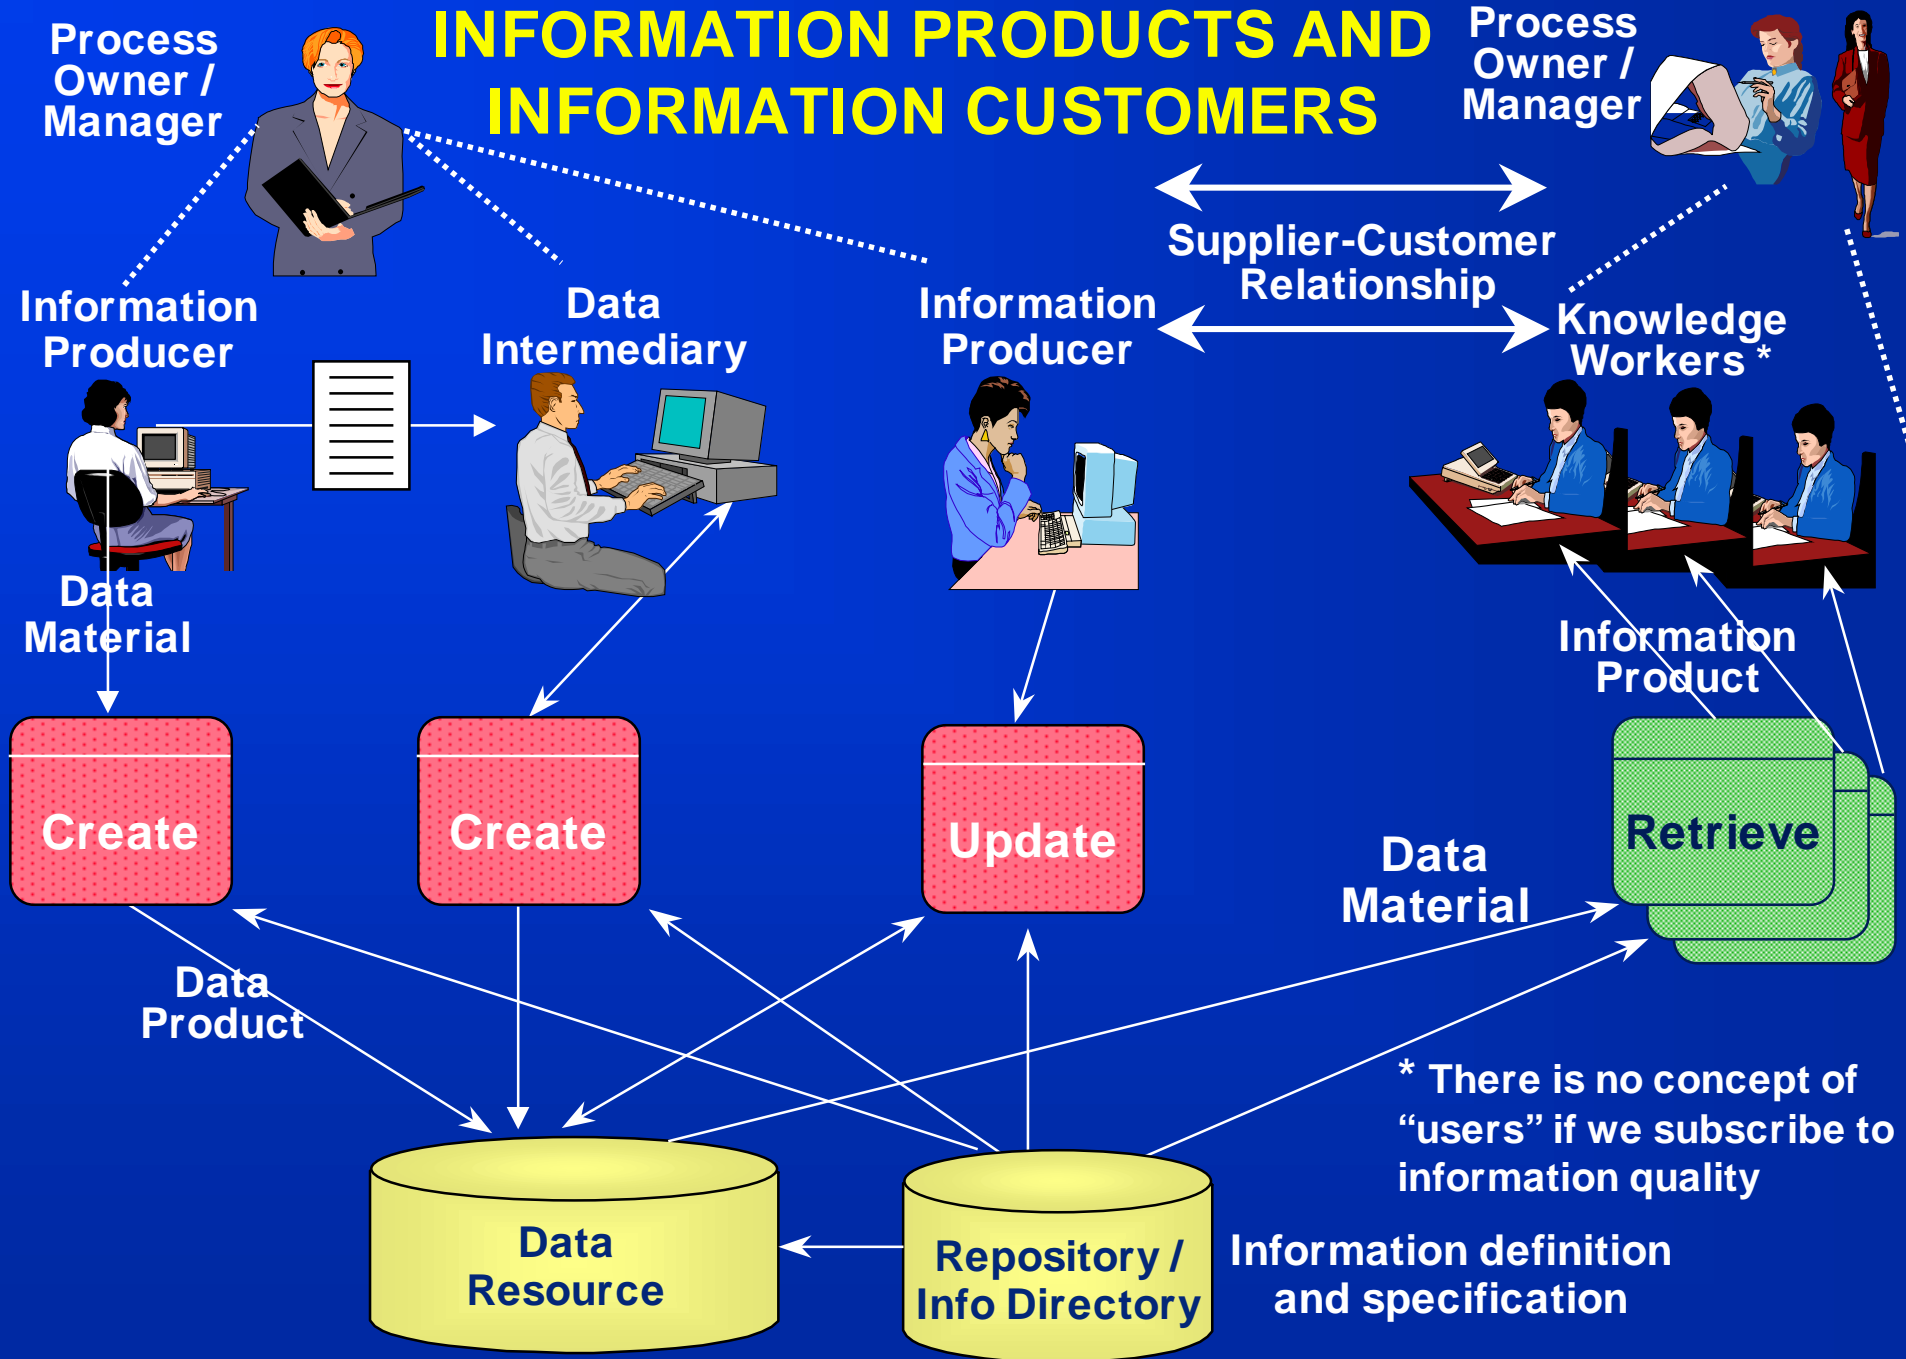 INFORMATION PRODUCTS AND
INFORMATION CUSTOMERS
Process
Owner /
Manager
Process
Owner /
Manager
Supplier-Customer
Relationship
Information
Producer
Data
Intermediary
Information
Producer
Knowledge
Workers *
Data
Material
Information
Product
Create
Create
Update
Retrieve
Data
Material
Data
Product
* There is no concept of
“users” if we subscribe to
information quality
Data
Resource
Repository /
Info Directory
Information definition
and specification